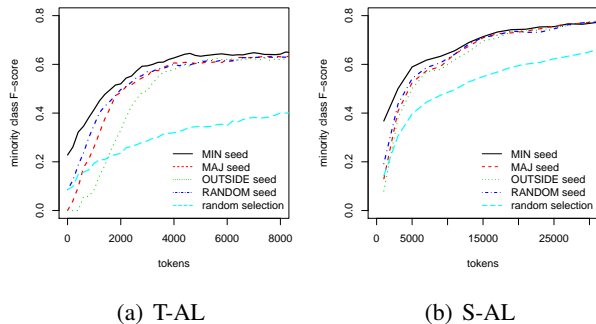 minority class F-score
0.8
0.6
0.4
0.2
0.0
MIN seed
MAJ seed
OUTSIDE seed
RANDOM seed
random selection
0 2000 4000 6000 8000
tokens
(a) T-AL
minority class F-score
0.8
0.6
0.4
0.2
0.0
MIN seed
MAJ seed
OUTSIDE seed
RANDOM seed
random selection
5000 15000 25000
tokens
(b) S-AL